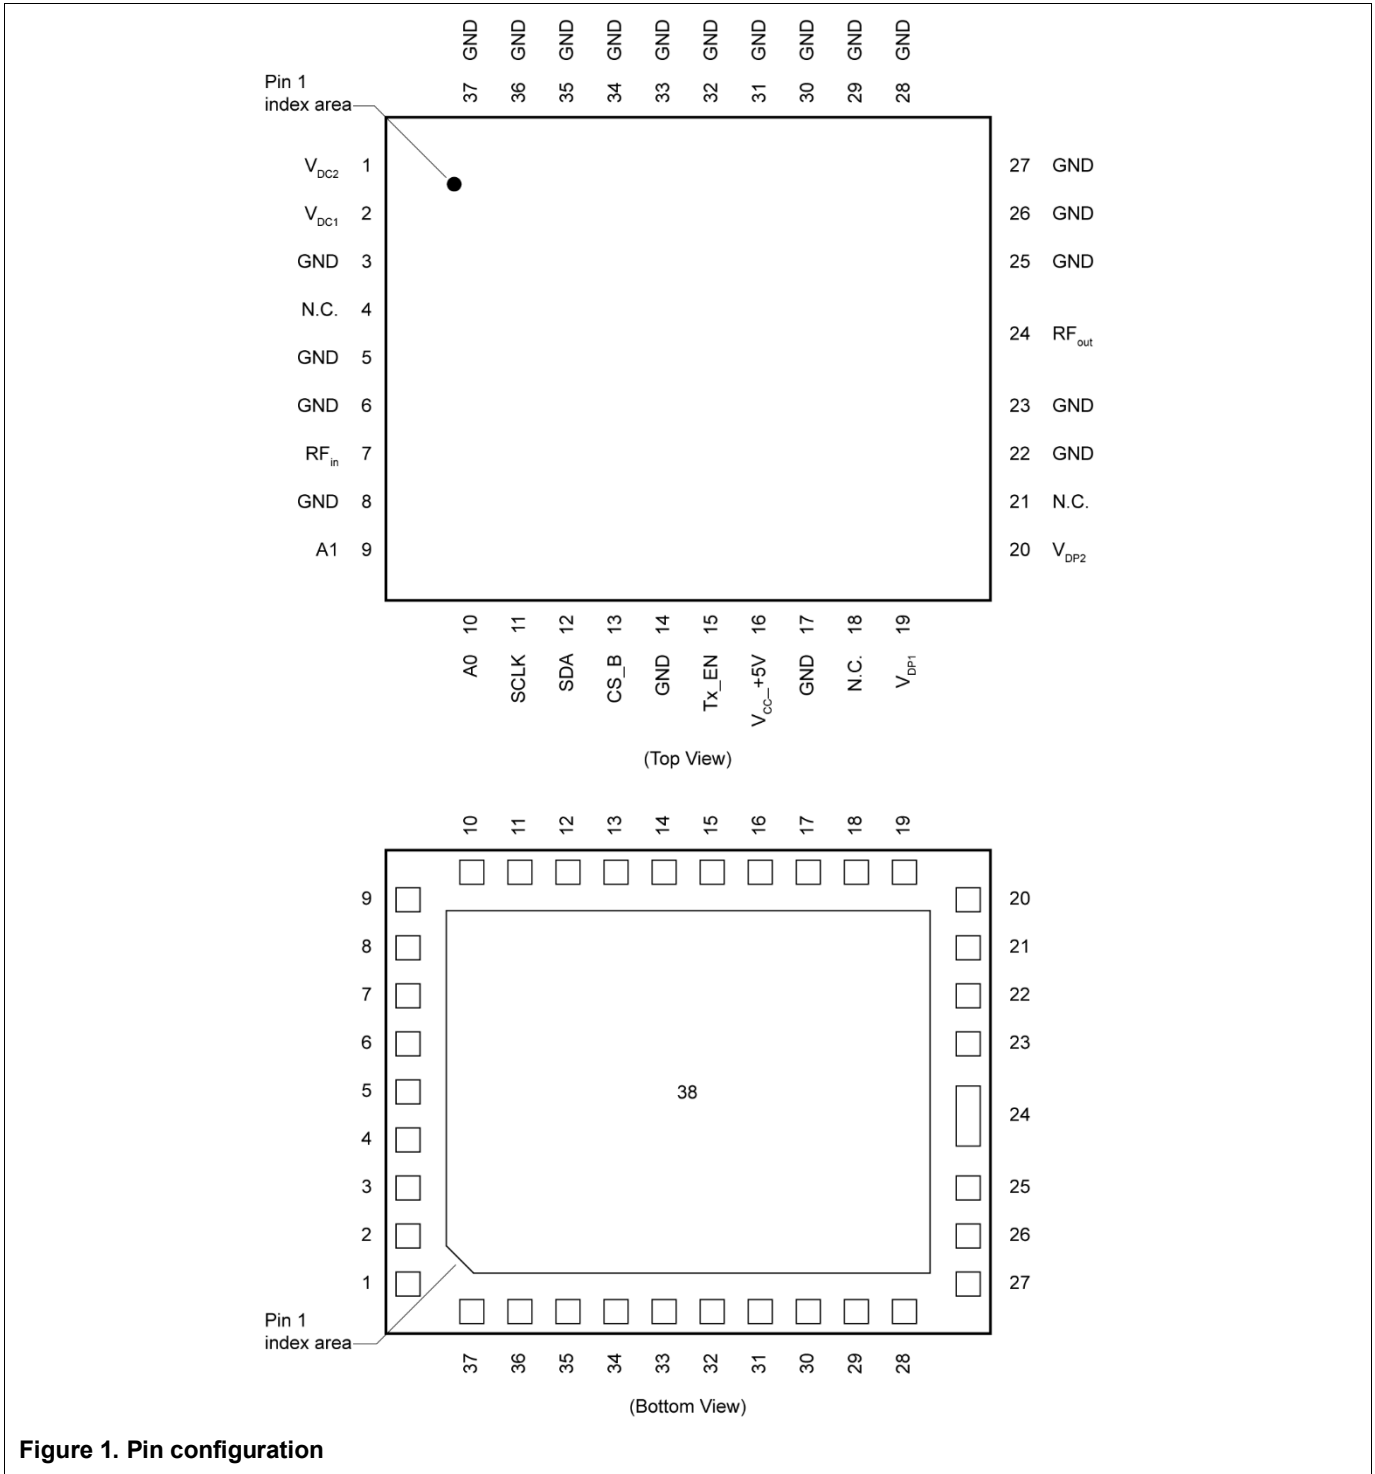 GND GND GND GND GND GND GND GND GND GND
37 36 35 34 33 32 31 30 29 28
Pin 1
index area
VDC2 1
27 GND
VDC1 2
26 GND
GND 3
25 GND
N.C. 4
24 RFout
GND 5
GND 6
23 GND
RFin 7
22 GND
GND 8
21 N.C.
A1 9
20 VDP2
10 11 12 13 14 15 16 17 18 19
A0 SCLK SDA CS_B GND Tx_EN VCC_+5V GND N.C. VDP1
(Top View)
10 11 12 13 14 15 16 17 18 19
9 20
8 21
7 22
6 23
5
38
24
4
3 25
2 26
1 27
Pin 1
index area
37 36 35 34 33 32 31 30 29 28
(Bottom View)
Figure 1. Pin configuration